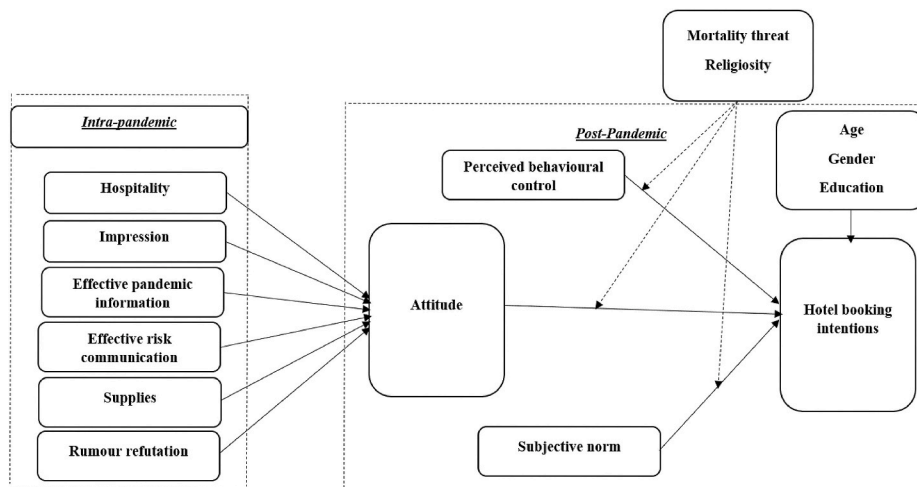 Mortality threat
Religiosity
Intra-pandemic
Post-Pandemic
Age
Gender
Education
Hospitality
Perceived behavioural
control
Impression
Effective pandemic
information
Attitude
Hotel booking
intentions
Effective risk
communication
Supplies
Rumour refutation
Subjective norm